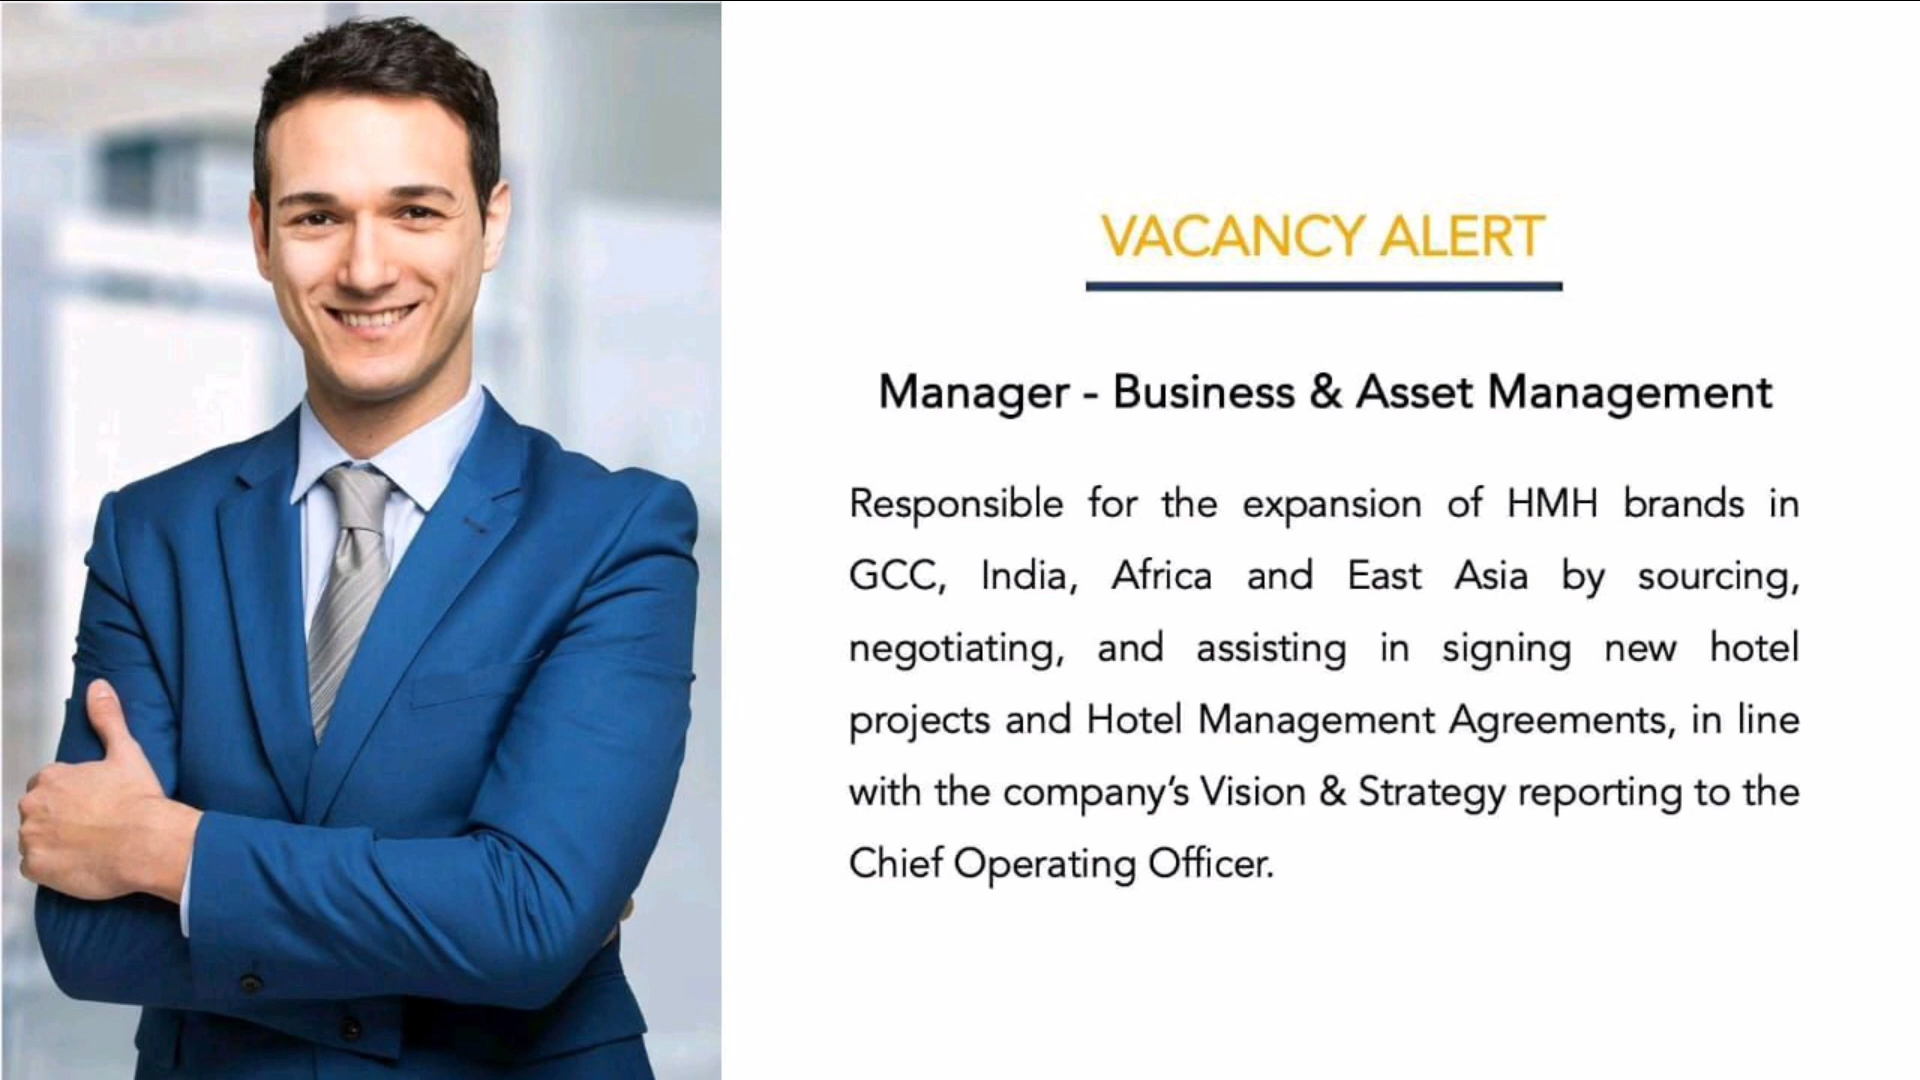 VACANCY ALERT
Manager - Business & Asset Management
Responsible for the expansion of HMH brands in
GCC, India, Africa and East Asia by sourcing,
negotiating, and assisting in signing new hotel
projects and Hotel Management Agreements, in line
with the company's Vision & Strategy reporting to the
Chief Operating Officer.